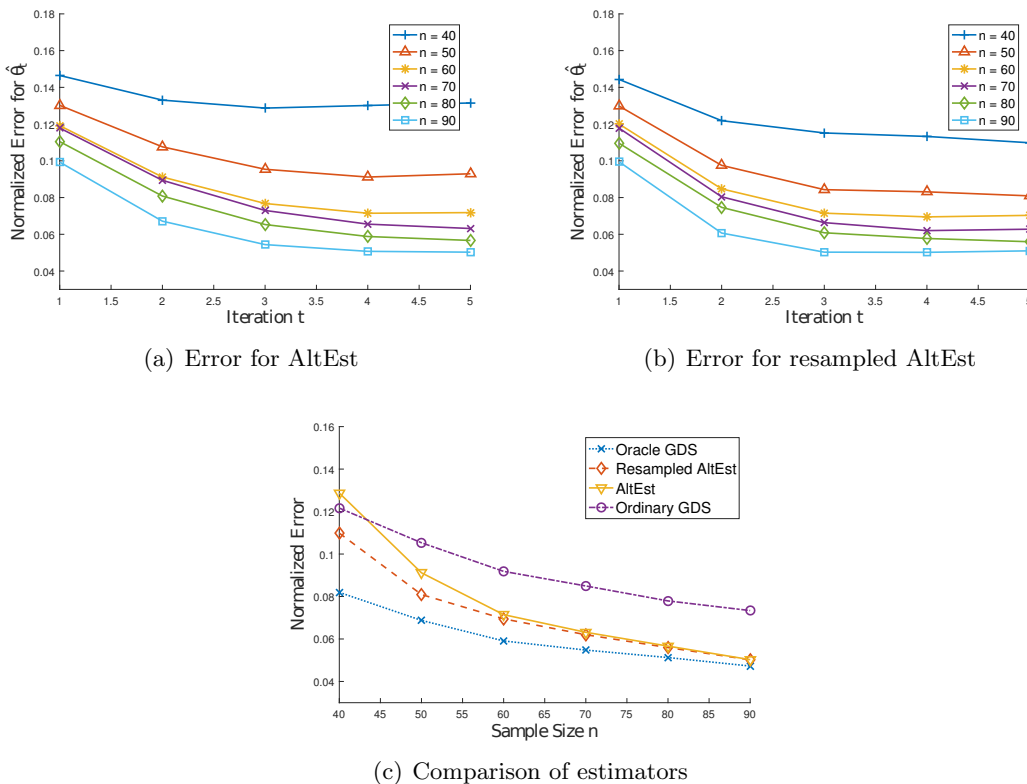 0.18
0.16
0.14
0.12
0.1
0.08
0.06
0.04
Normalized Error for θ̂t
1 1.5 2 2.5 3 3.5 4 4.5 5
Iteration t
n = 40
n = 50
n = 60
n = 70
n = 80
n = 90
(a) Error for AltEst
0.18
0.16
0.14
0.12
0.1
0.08
0.06
0.04
Normalized Error for θ̂t
1 1.5 2 2.5 3 3.5 4 4.5 5
Iteration t
n = 40
n = 50
n = 60
n = 70
n = 80
n = 90
(b) Error for resampled AltEst
0.16
0.14
0.12
0.1
0.08
0.06
0.04
Normalized Error
40 45 50 55 60 65 70 75 80 85 90
Sample Size n
Oracle GDS
Resampled AltEst
AltEst
Ordinary GDS
(c) Comparison of estimators